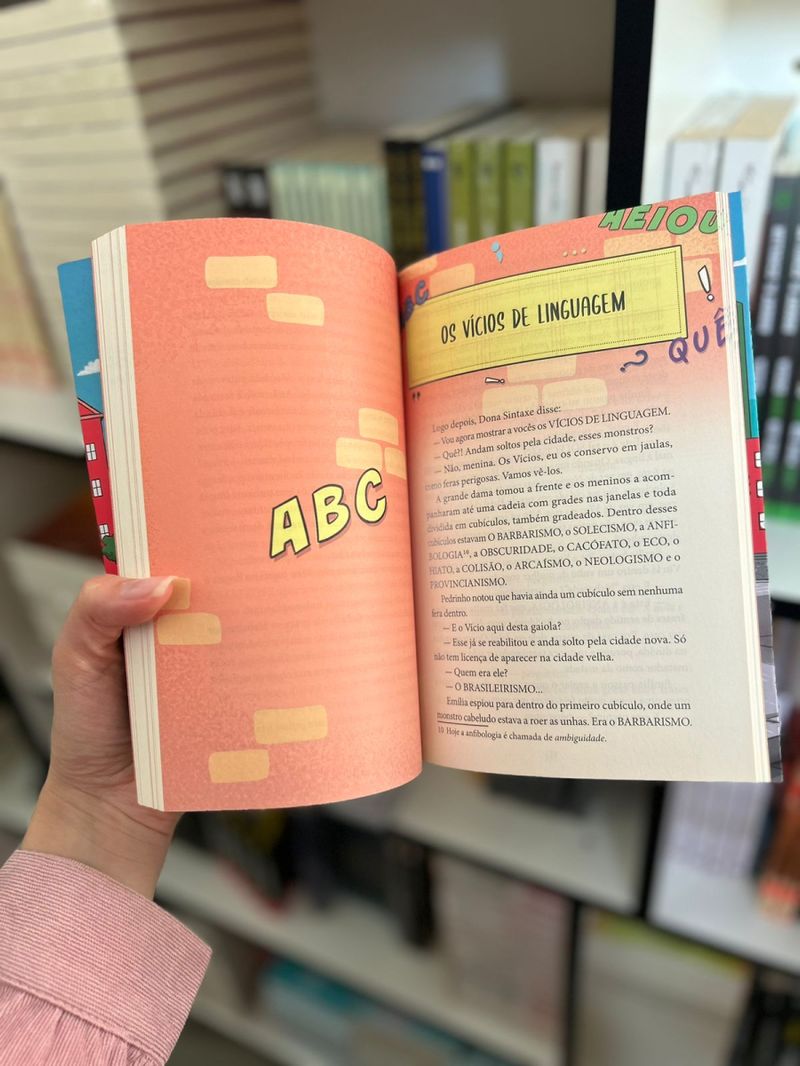 ABC
AEIOU
ABC
!
OS VÍCIOS DE LINGUAGEM
QUÊ
?
!
Logo depois, Dona Sintaxe disse:
— Vou agora mostrar a vocês os VÍCIOS DE LINGUAGEM.
— Quê?! Andam soltos pela cidade, esses monstros?
— Não, menina. Os Vícios, eu os conservo em jaulas,
como feras perigosas. Vamos vê-los.
A grande dama tomou a frente e os meninos a acom-
panharam até uma cadeia com grades nas janelas e toda
dividida em cubículos, também gradeados. Dentro desses
cubículos estavam O BARBARISMO, o SOLECISMO, a ANFI-
BOLOGIA¹⁰, a OBSCURIDADE, o CACÓFATO, o ECO, o
HIATO, a COLISÃO, o ARCAÍSMO, o NEOLOGISMO e o
PROVINCIANISMO.
Pedrinho notou que havia ainda um cubículo sem nenhuma
fera dentro.
— E o Vício aqui desta gaiola?
— Esse já se reabilitou e anda solto pela cidade nova. Só
não tem licença de aparecer na cidade velha.
— Quem era ele?
— O BRASILEIRISMO...
Emília espiou para dentro do primeiro cubículo, onde um
monstro cabeludo estava a roer as unhas. Era o BARBARISMO.
10 Hoje a anfibologia é chamada de ambiguidade.